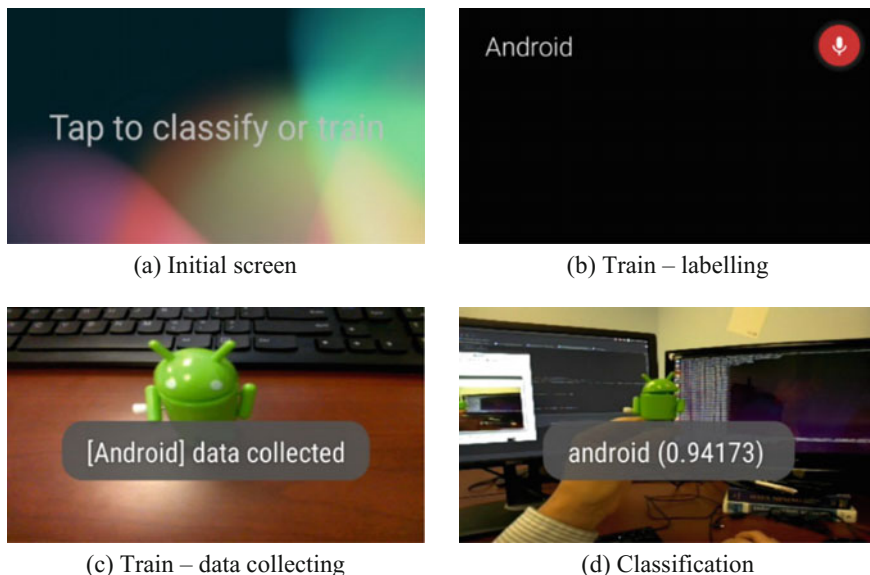 Tap to classify or train
Android
(a) Initial screen
(b) Train – labelling
[Android] data collected
android (0.94173)
(c) Train – data collecting
(d) Classification